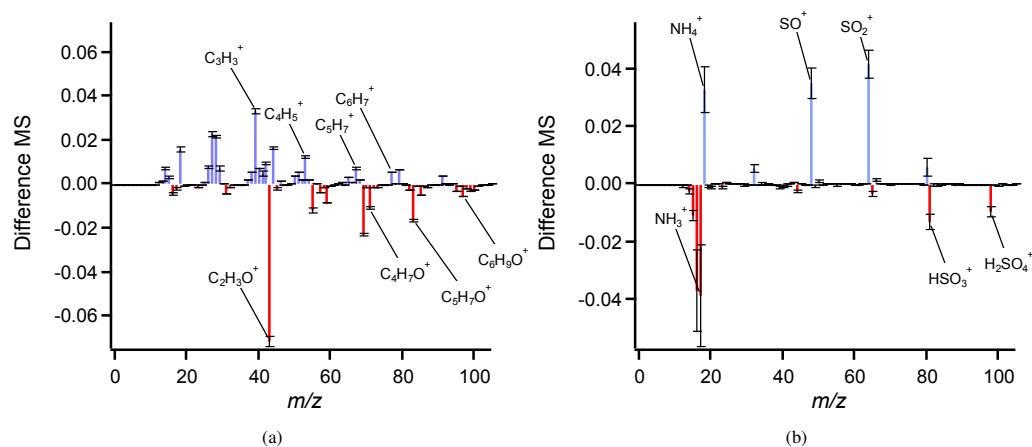 Difference MS
0.06
0.04
0.02
0.00
-0.02
-0.04
-0.06
C₃H₃⁺
C₄H₅⁺
C₅H₇⁺
C₆H₇⁺
C₂H₃O⁺
C₄H₇O⁺
C₅H₇O⁺
C₆H₉O⁺
0 20 40 60 80 100
m/z
(a)
Difference MS
0.04
0.02
0.00
-0.02
-0.04
NH₄⁺
SO⁺
SO₂⁺
NH₃⁺
HSO₃⁺
H₂SO₄⁺
0 20 40 60 80 100
m/z
(b)